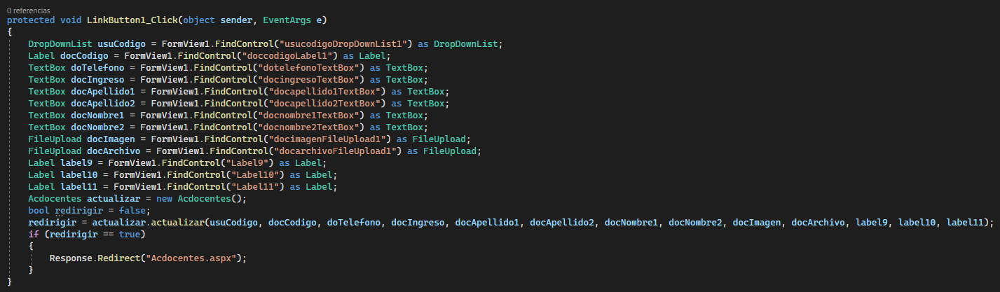 0 referencias
protected void LinkButton1_Click(object sender, EventArgs e)
{
DropDownList usuCodigo = FormView1.FindControl("usucodigoDropDownList1") as DropDownList;
Label docCodigo = FormView1.FindControl("doccodigoLabel1") as Label;
TextBox doTelefono = FormView1.FindControl("dotelefonoTextBox") as TextBox;
TextBox docIngreso = FormView1.FindControl("docingresoTextBox") as TextBox;
TextBox docApellido1 = FormView1.FindControl("docapellido1TextBox") as TextBox;
TextBox docApellido2 = FormView1.FindControl("docapellido2TextBox") as TextBox;
TextBox docNombre1 = FormView1.FindControl("docnombre1TextBox") as TextBox;
TextBox docNombre2 = FormView1.FindControl("docnombre2TextBox") as TextBox;
FileUpload docImagen = FormView1.FindControl("docimagenFileUpload1") as FileUpload;
FileUpload docArchivo = FormView1.FindControl("docarchivoFileUpload1") as FileUpload;
Label label9 = FormView1.FindControl("Label9") as Label;
Label label10 = FormView1.FindControl("Label10") as Label;
Label label11 = FormView1.FindControl("Label11") as Label;
Acdocentes actualizar = new Acdocentes();
bool redirigir = false;
redirigir = actualizar.actualizar(usuCodigo, docCodigo, doTelefono, docIngreso, docApellido1, docApellido2, docNombre1, docNombre2, docImagen, docArchivo, label9, label10, label11);
if (redirigir == true)
{
Response.Redirect("Acdocentes.aspx");
}
}